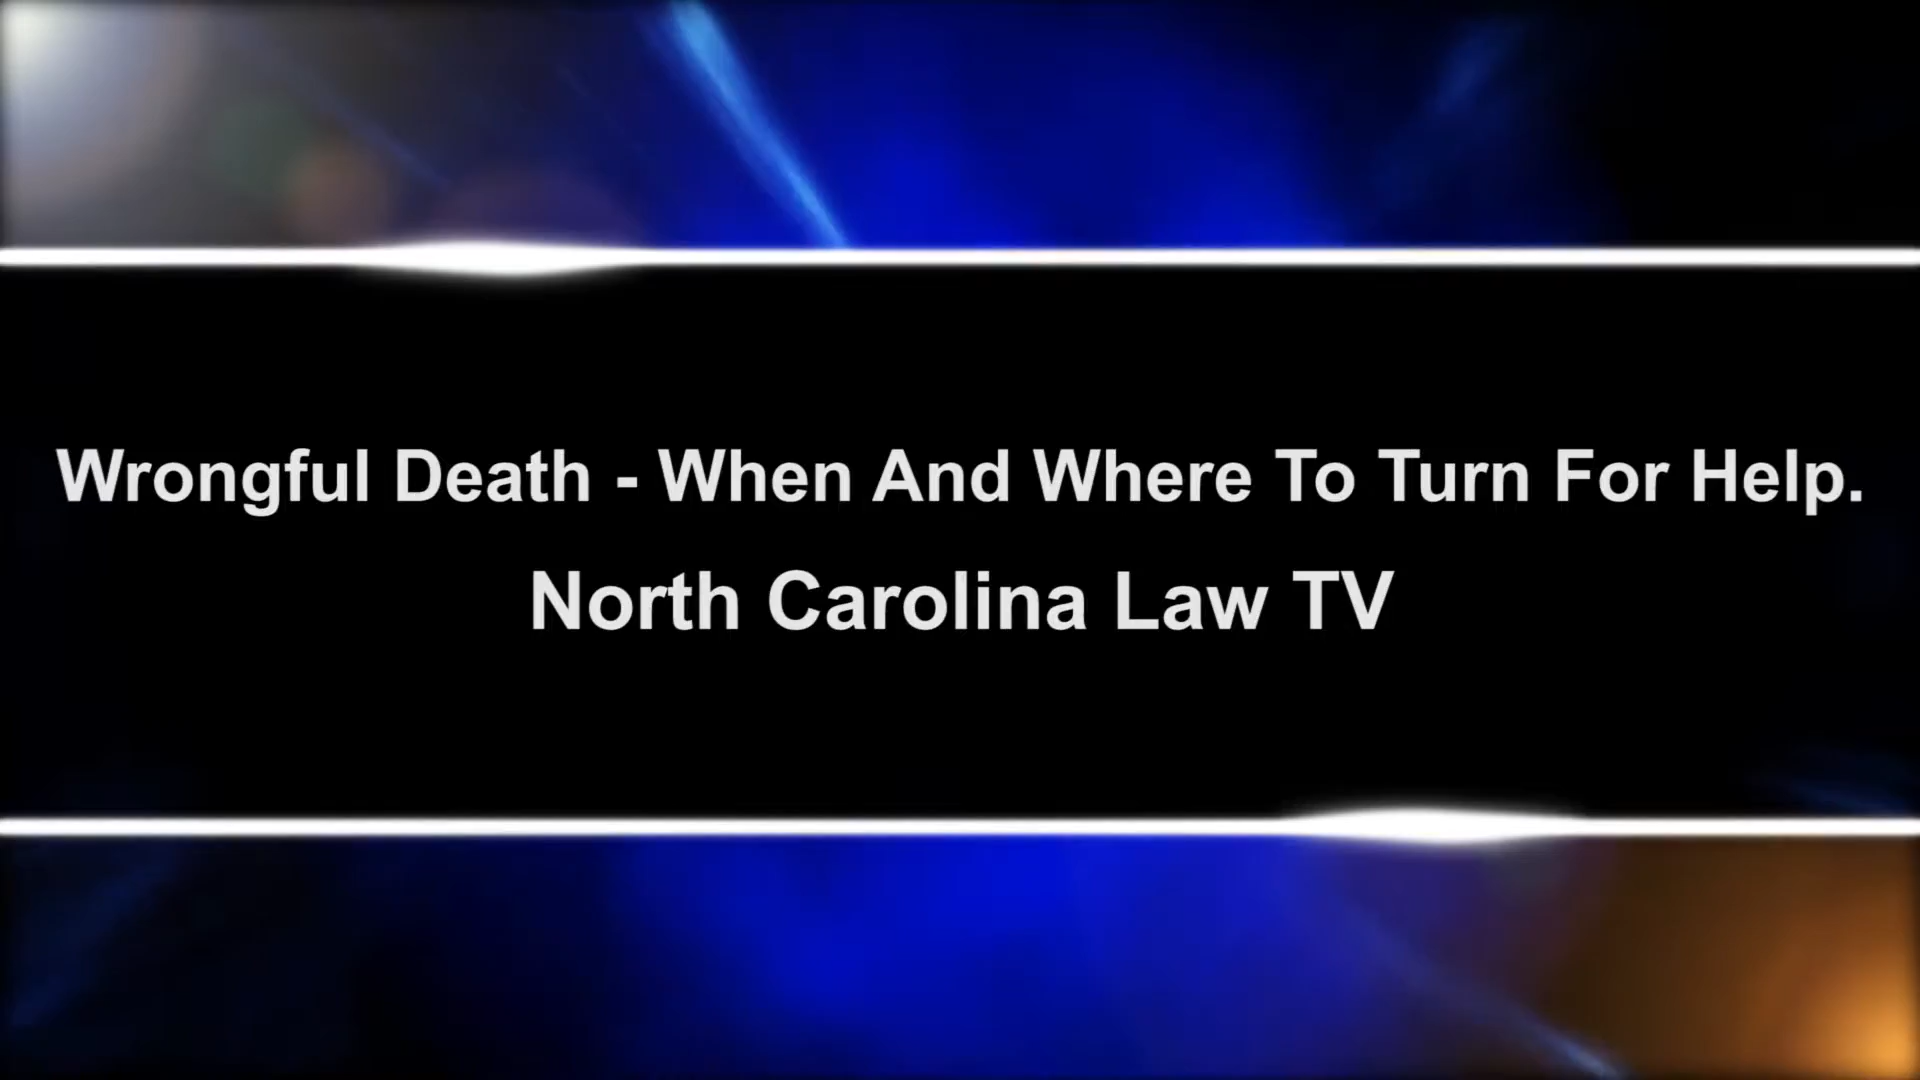 Wrongful Death - When And Where To Turn For Help.
North Carolina Law TV